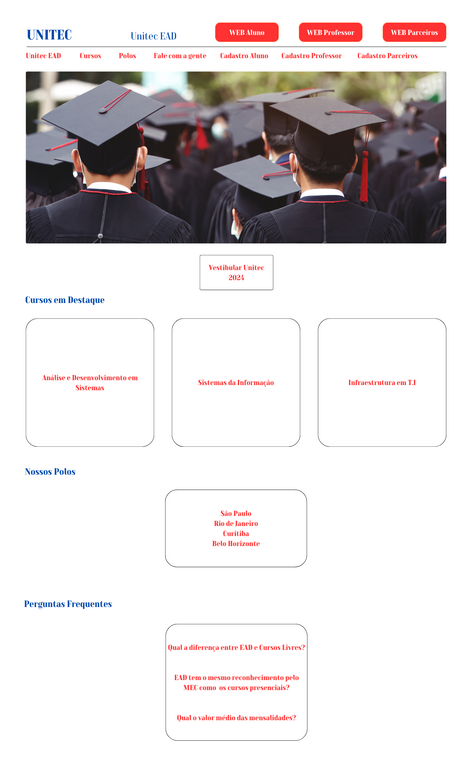 UNITEC
Unitec EAD
WEB Aluno
WEB Professor
WEB Parceiros
Unitec EAD
Cursos
Polos
Fale com a gente
Cadastro Aluno
Cadastro Professor
Cadastro Parceiros
Vestibular Unitec
2024
Cursos em Destaque
Análise e Desenvolvimento em
Sistemas
Sistemas da Informação
Infraestrutura em T.I
Nossos Polos
São Paulo
Rio de Janeiro
Curitiba
Belo Horizonte
Perguntas Frequentes
Qual a diferença entre EAD e Cursos Livres?
EAD tem o mesmo reconhecimento pelo
MEC como os cursos presenciais?
Qual o valor médio das mensalidades?